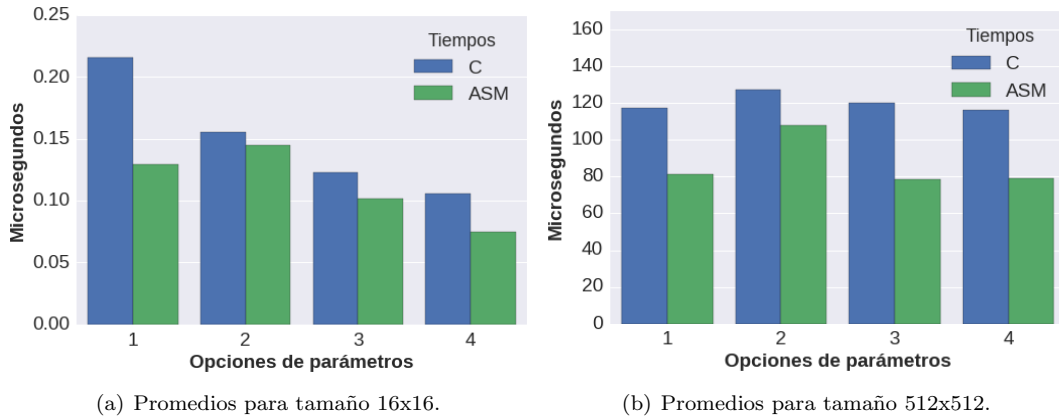 0.25
0.20
0.15
0.10
0.05
0.00
Microsegundos
Tiempos
C
ASM
1 2 3 4
Opciones de parámetros
(a) Promedios para tamaño 16x16.
160
140
120
100
80
60
40
20
0
Microsegundos
Tiempos
C
ASM
1 2 3 4
Opciones de parámetros
(b) Promedios para tamaño 512x512.